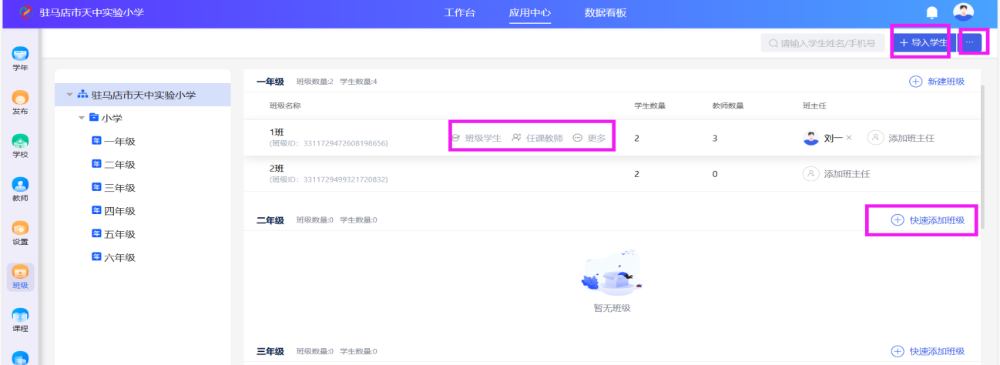 驻马店市天中实验小学 工作台 应用中心 数据看板
请输入学生姓名/手机号 + 导入学生 ...
学年
发布
学校
教师
设置
班级
课程
驻马店市天中实验小学
小学
年 一年级
年 二年级
年 三年级
年 四年级
年 五年级
年 六年级
一年级 班级数量:2 学生数量:4 新建班级
班级名称 学生数量 教师数量 班主任
1班
(班级ID: 3311729472608198656)
班级学生 任课教师 更多 2 3 刘一 × 添加班主任
2班
(班级ID: 3311729499321720832)
2 0 添加班主任
二年级 班级数量:0 学生数量:0 快速添加班级
暂无班级
三年级 班级数量:0 学生数量:0 快速添加班级